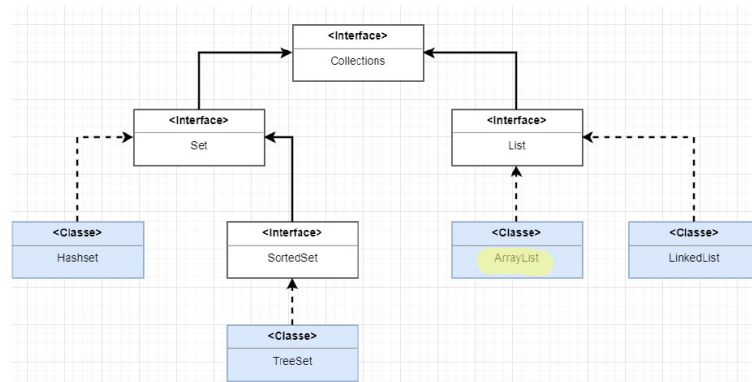 <Interface>
Collections
<Interface>
Set
<Interface>
List
<Classe>
Hashset
<Interface>
SortedSet
<Classe>
ArrayList
<Classe>
LinkedList
<Classe>
TreeSet